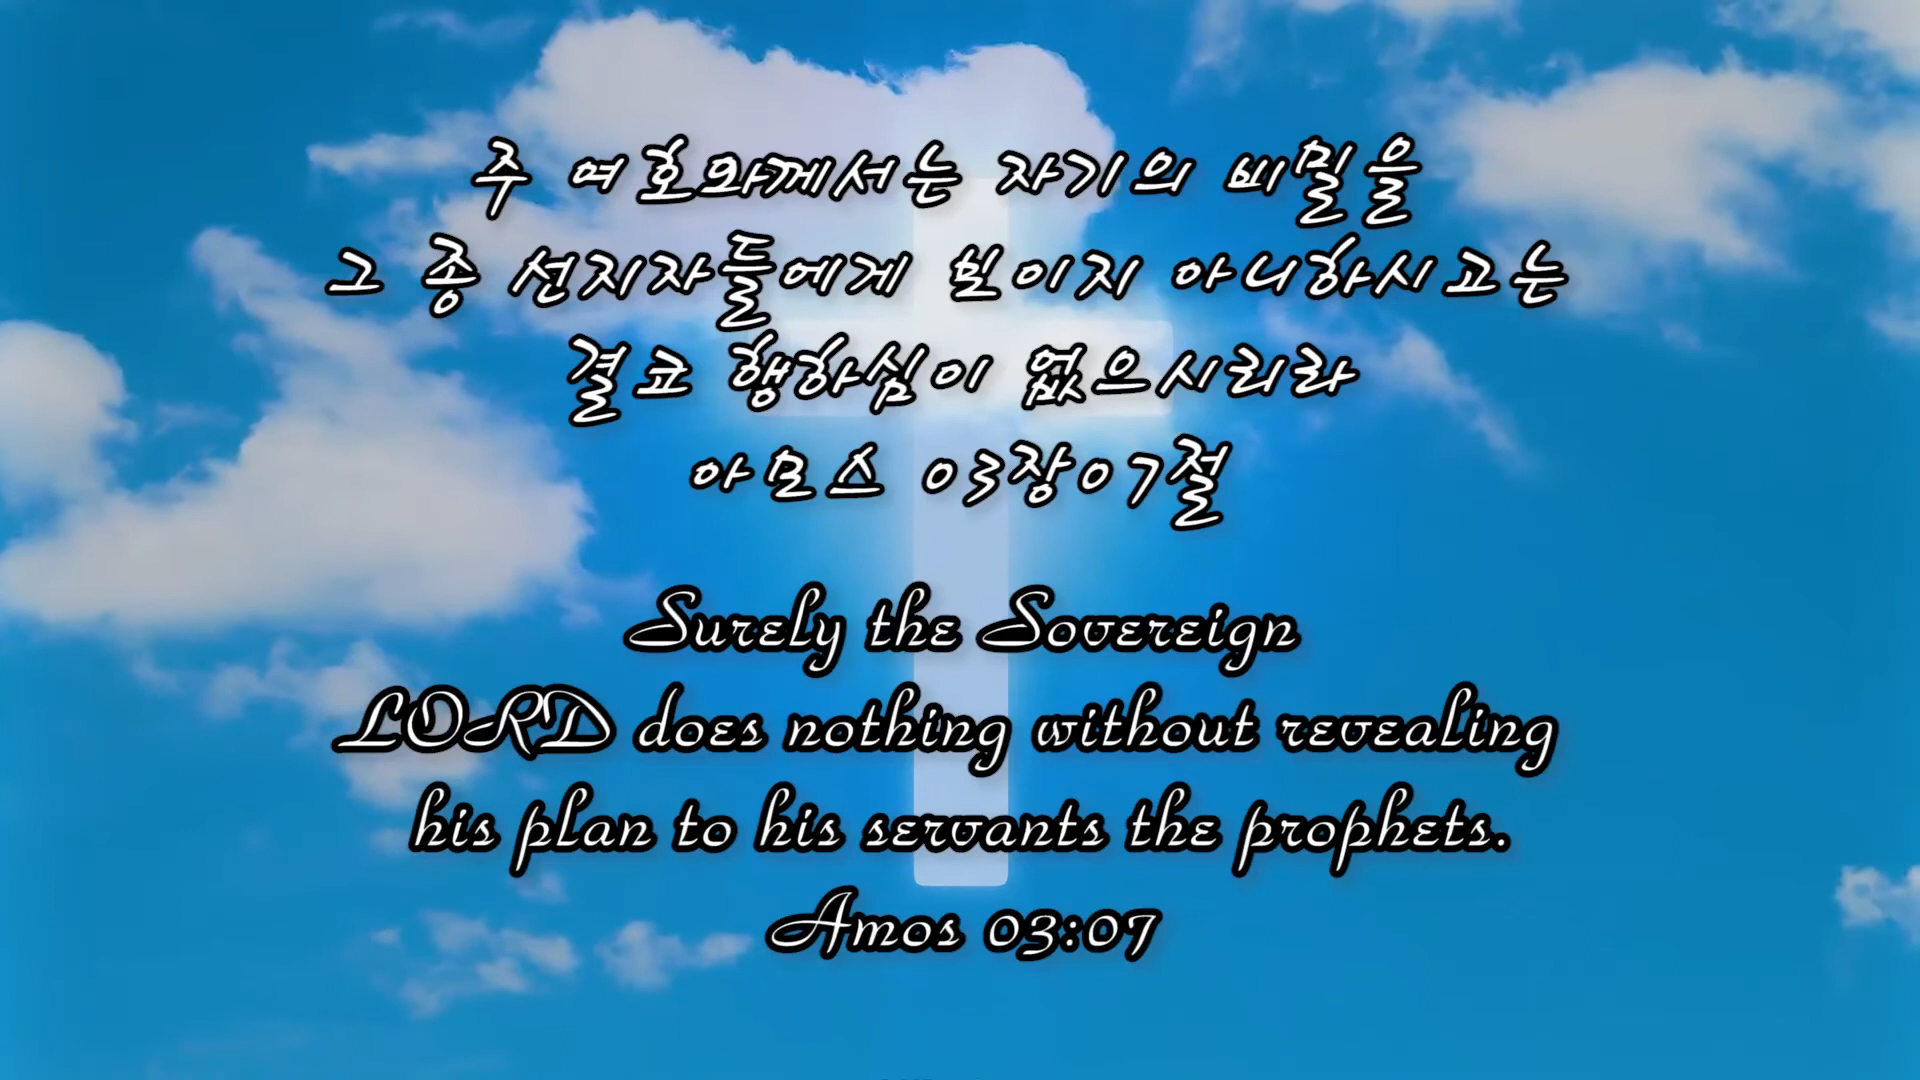 주 여호와께서는 자기의 비밀을
그 종 선지자들에게 보이지 아니하시고는
결코 행하심이 없으시리라
아모스 03장07절
Surely the Sovereign
LORD does nothing without revealing
his plan to his servants the prophets.
Amos 03:07